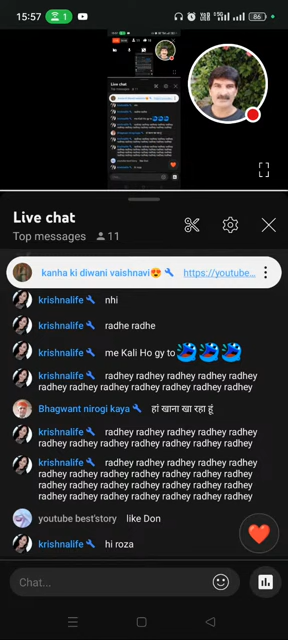 15:57
1
86
Live chat
Top messages 11
kanha ki diwani vaishnavi😍 https://youtube...
krishnalife nhi
krishnalife radhe radhe
krishnalife me Kali Ho gy to
krishnalife radhey radhey radhey radhey
radhey radhey radhey radhey radhey radhey
Bhagwant nirogi kaya हां खाना खा रहा हूं
krishnalife radhey radhey radhey radhey
radhey radhey radhey radhey radhey radhey
krishnalife radhey radhey radhey radhey
radhey radhey radhey radhey radhey radhey
radhey radhey radhey radhey radhey radhey
radhey radhey radhey radhey radhey radhey
youtube best'story like Don
krishnalife hi roza
Chat...